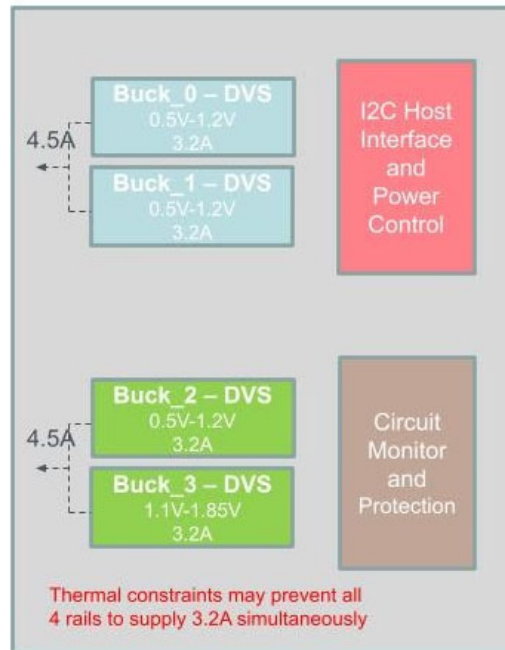 Buck_0 – DVS
0.5V-1.2V
3.2A
4.5A
Buck_1 – DVS
0.5V-1.2V
3.2A
I2C Host
Interface
and
Power
Control
Buck_2 – DVS
0.5V-1.2V
3.2A
4.5A
Buck_3 – DVS
1.1V-1.85V
3.2A
Circuit
Monitor
and
Protection
Thermal constraints may prevent all
4 rails to supply 3.2A simultaneously